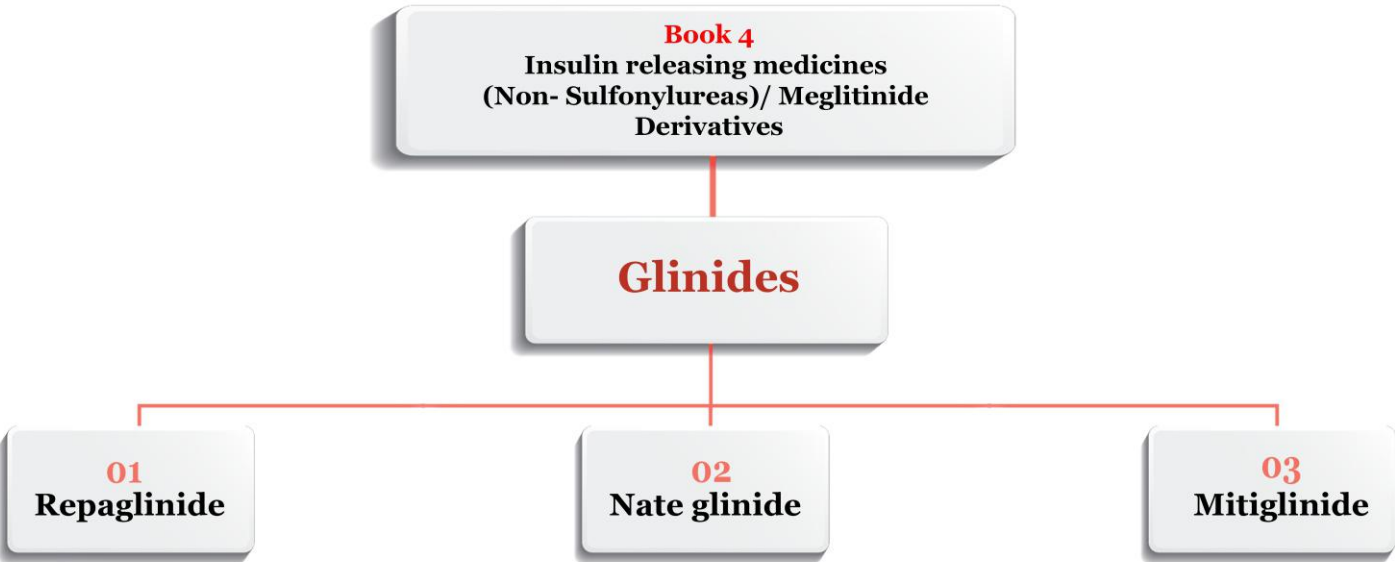 Book 4
Insulin releasing medicines
(Non- Sulfonylureas)/ Meglitinide
Derivatives
Glinides
01
Repaglinide
02
Nate glinide
03
Mitiglinide